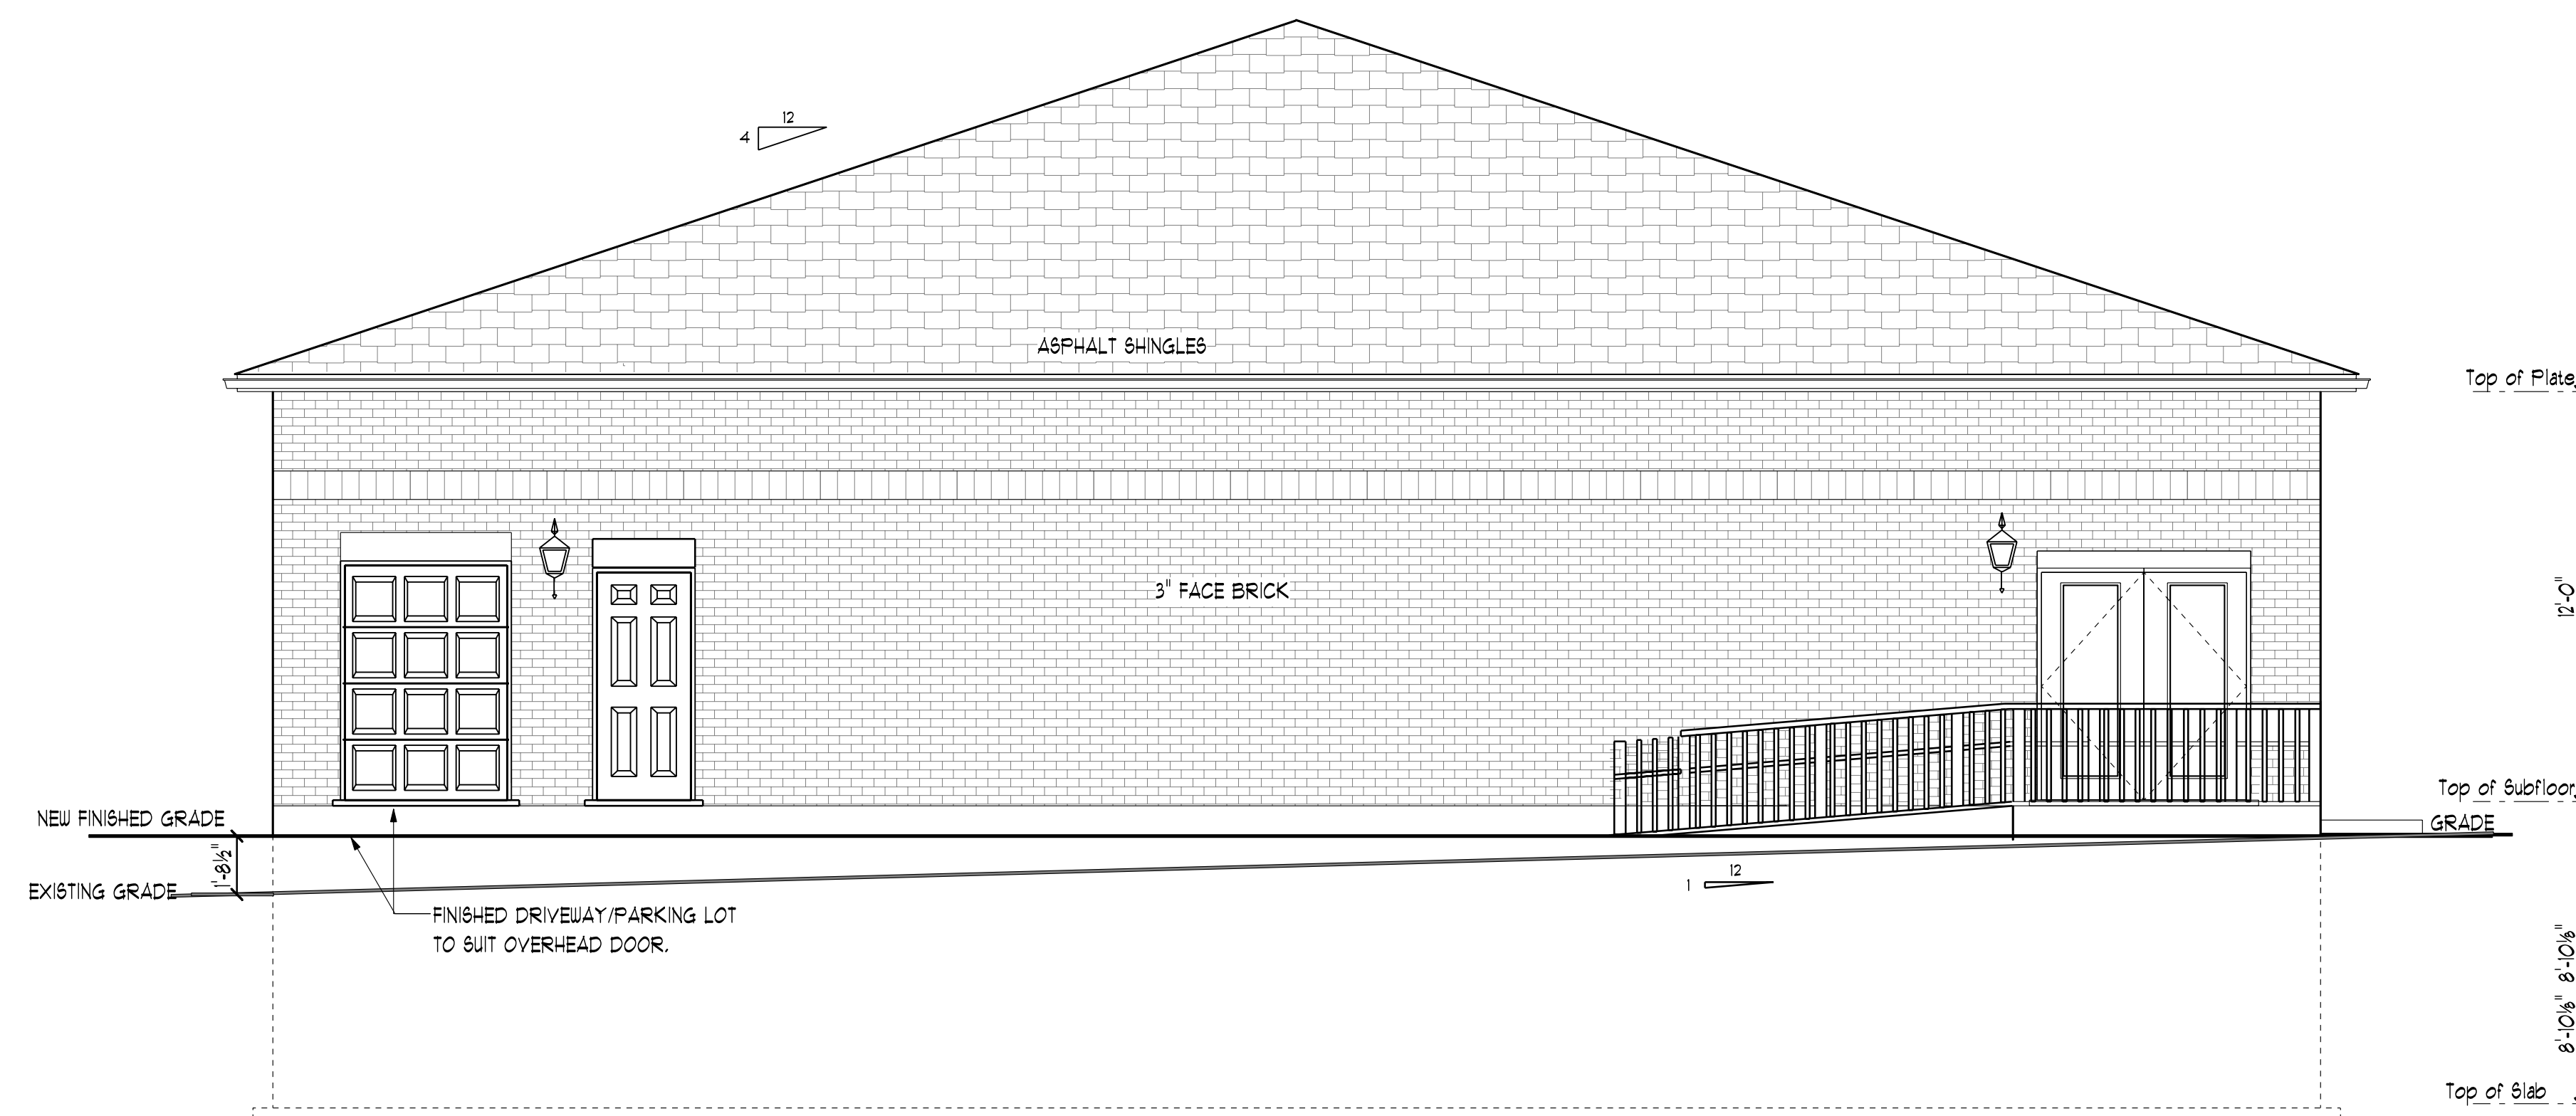 12
4
ASPHALT SHINGLES
Top of Plate
3" FACE BRICK
12'-0"
Top of Subfloor
NEW FINISHED GRADE
GRADE
1'-8½"
EXISTING GRADE
12
1
FINISHED DRIVEWAY/PARKING LOT
TO SUIT OVERHEAD DOOR.
8'-10⅛" 8'-10⅛"
Top of Slab